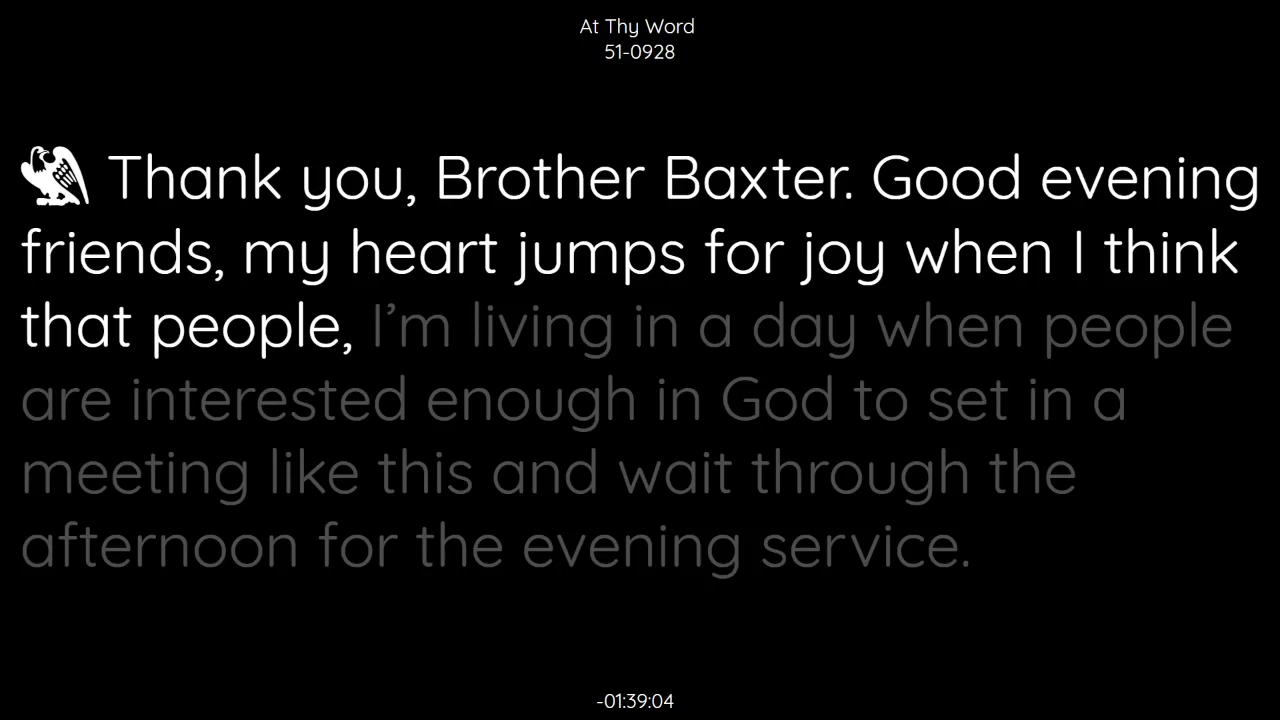 At Thy Word
51-0928
Thank you, Brother Baxter. Good evening
friends, my heart jumps for joy when I think
that people, I’m living in a day when people
are interested enough in God to set in a
meeting like this and wait through the
afternoon for the evening service.
-01:39:04